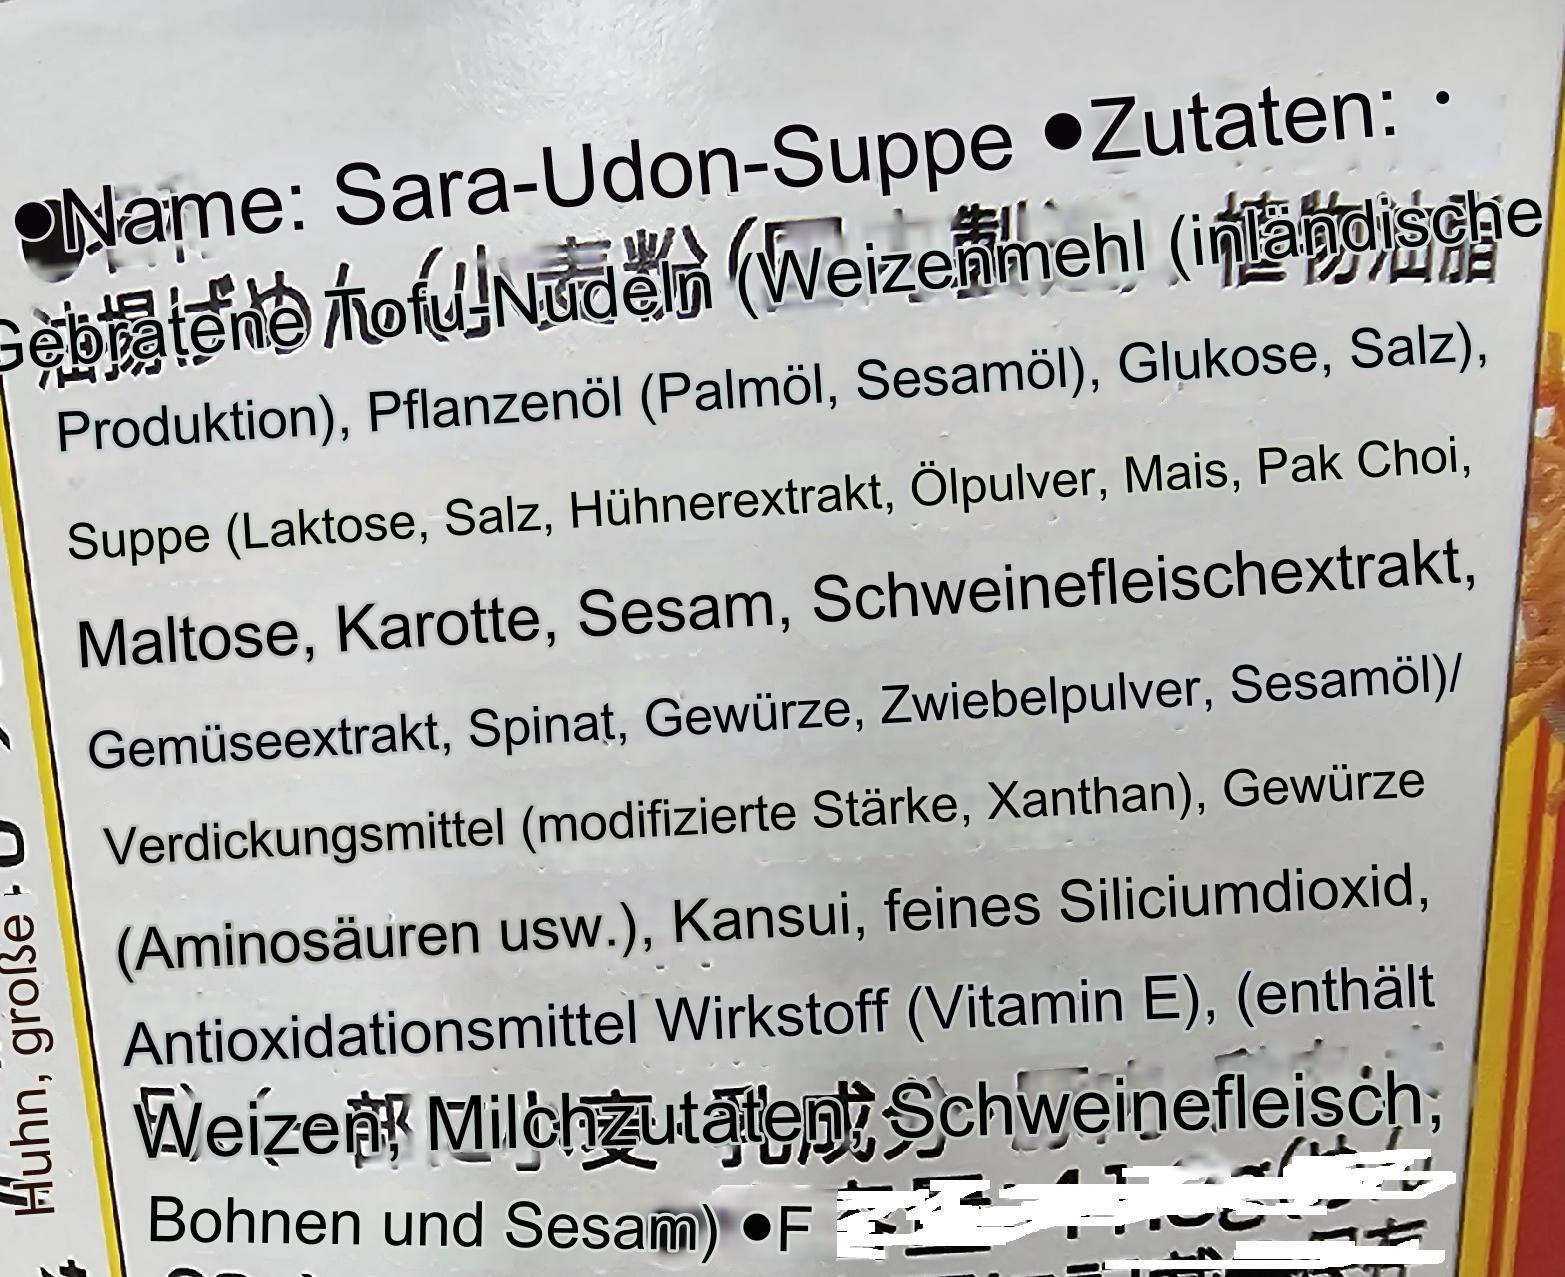 ●Name: Sara-Udon-Suppe ●Zutaten: ・
Gebratene Tofu-Nudeln (Weizenmehl (inländische
Produktion), Pflanzenöl (Palmöl, Sesamöl), Glukose, Salz),
Suppe (Laktose, Salz, Hühnerextrakt, Ölpulver, Mais, Pak Choi,
Maltose, Karotte, Sesam, Schweinefleischextrakt,
Gemüseextrakt, Spinat, Gewürze, Zwiebelpulver, Sesamöl)/
Verdickungsmittel (modifizierte Stärke, Xanthan), Gewürze
(Aminosäuren usw.), Kansui, feines Siliciumdioxid,
Antioxidationsmittel Wirkstoff (Vitamin E), (enthält
Weizen, Milchzutaten, Schweinefleisch,
Bohnen und Sesam) ●F
Huhn, große